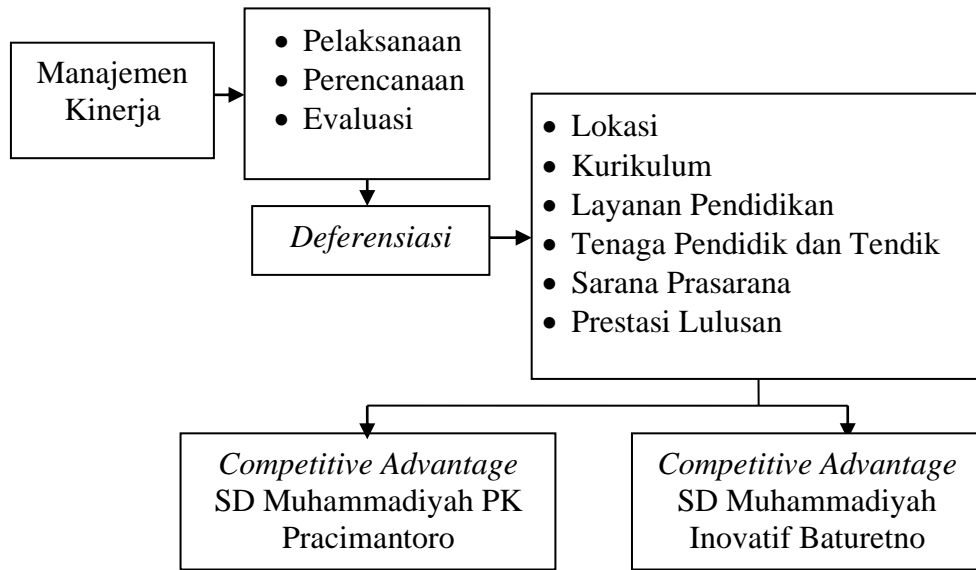 Manajemen
Kinerja
• Pelaksanaan
• Perencanaan
• Evaluasi
Deferensiasi
• Lokasi
• Kurikulum
• Layanan Pendidikan
• Tenaga Pendidik dan Tendik
• Sarana Prasarana
• Prestasi Lulusan
Competitive Advantage
SD Muhammadiyah PK
Pracimantoro
Competitive Advantage
SD Muhammadiyah
Inovatif Baturetno